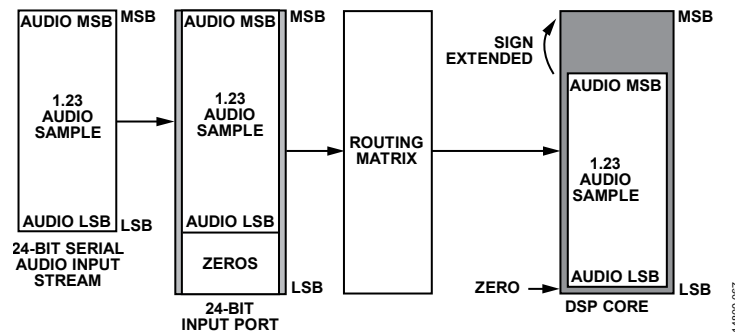 AUDIO MSB
MSB
1.23
AUDIO
SAMPLE
AUDIO LSB
LSB
24-BIT SERIAL
AUDIO INPUT
STREAM
AUDIO MSB
MSB
1.23
AUDIO
SAMPLE
AUDIO LSB
ZEROS
LSB
24-BIT
INPUT PORT
ROUTING
MATRIX
SIGN
EXTENDED
MSB
AUDIO MSB
1.23
AUDIO
SAMPLE
AUDIO LSB
ZERO
LSB
DSP CORE